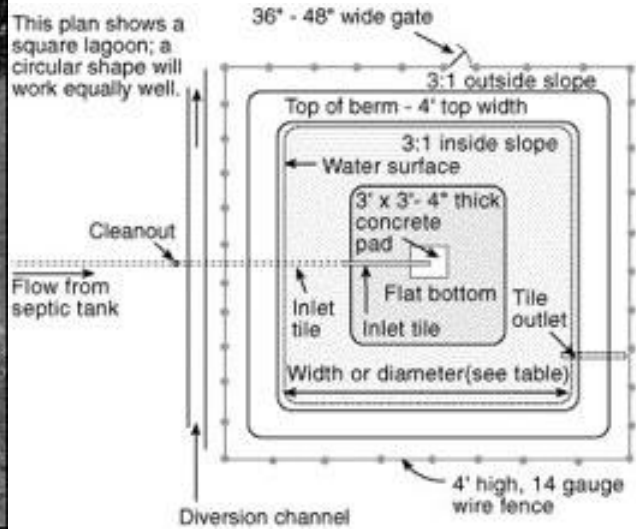 This plan shows a
square lagoon; a
circular shape will
work equally well.
36" - 48" wide gate
3:1 outside slope
Top of berm - 4' top width
3:1 inside slope
Water surface
3' x 3'- 4" thick
concrete
pad
Cleanout
Flow from
septic tank
Inlet
tile
Inlet tile
Flat bottom
Tile
outlet
Width or diameter(see table)
4' high, 14 gauge
wire fence
Diversion channel